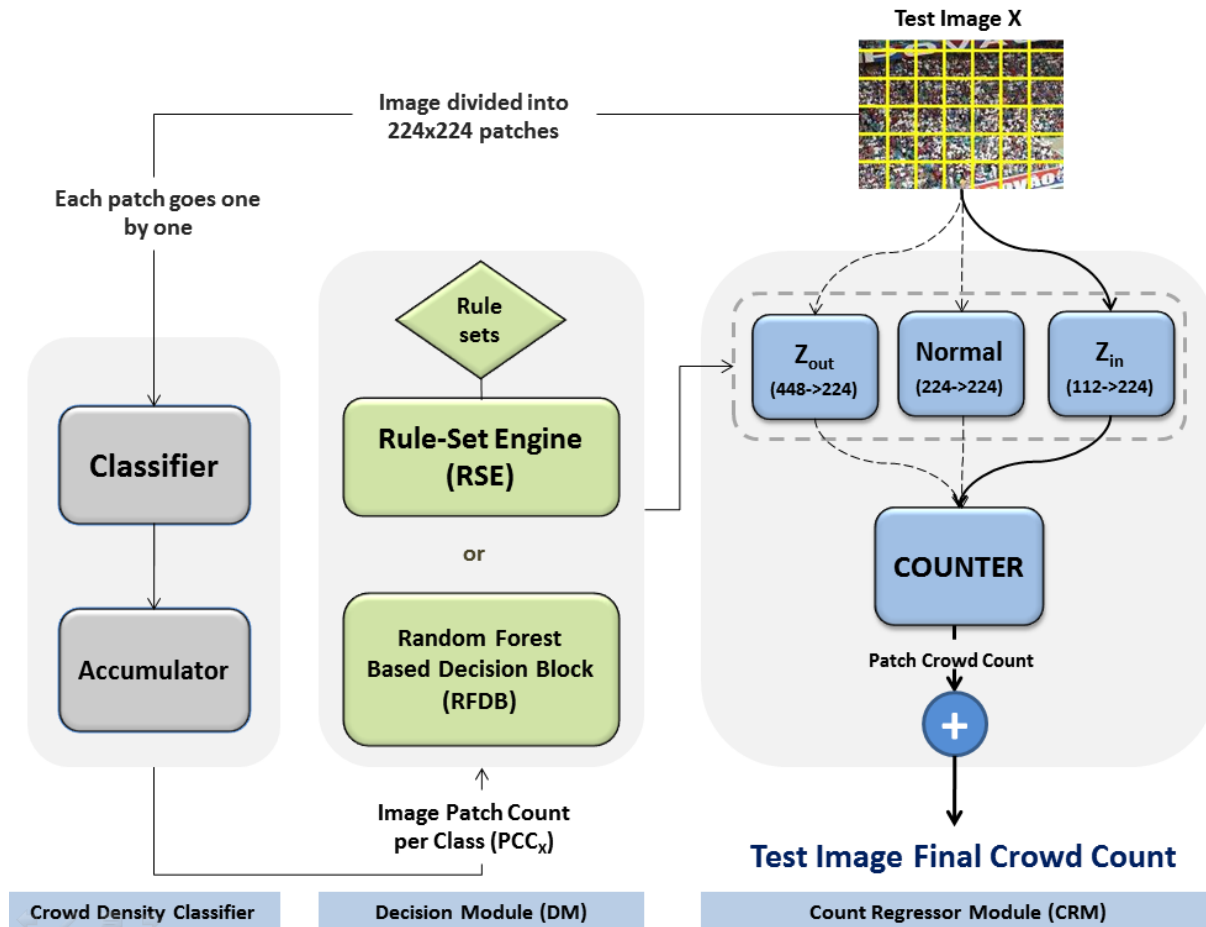 Test Image X
Image divided into
224x224 patches
Each patch goes one
by one
Classifier
Accumulator
Rule
sets
Rule-Set Engine
(RSE)
or
Random Forest
Based Decision Block
(RFDB)
Image Patch Count
per Class (PCCx)
Zout
(448->224)
Normal
(224->224)
Zin
(112->224)
COUNTER
Patch Crowd Count
+
Test Image Final Crowd Count
Crowd Density Classifier
Decision Module (DM)
Count Regressor Module (CRM)